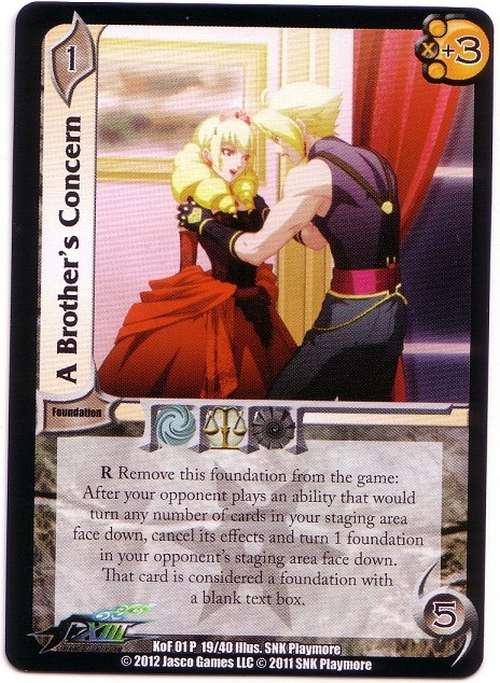 1
X +3
A Brother's Concern
Foundation
R Remove this foundation from the game:
After your opponent plays an ability that would
turn any number of cards in your staging area
face down, cancel its effects and turn 1 foundation
in your opponent's staging area face down.
That card is considered a foundation with
a blank text box.
5
XIII
KoF 01 P 19/40 Illus. SNK Playmore
© 2012 Jasco Games LLC © 2011 SNK Playmore